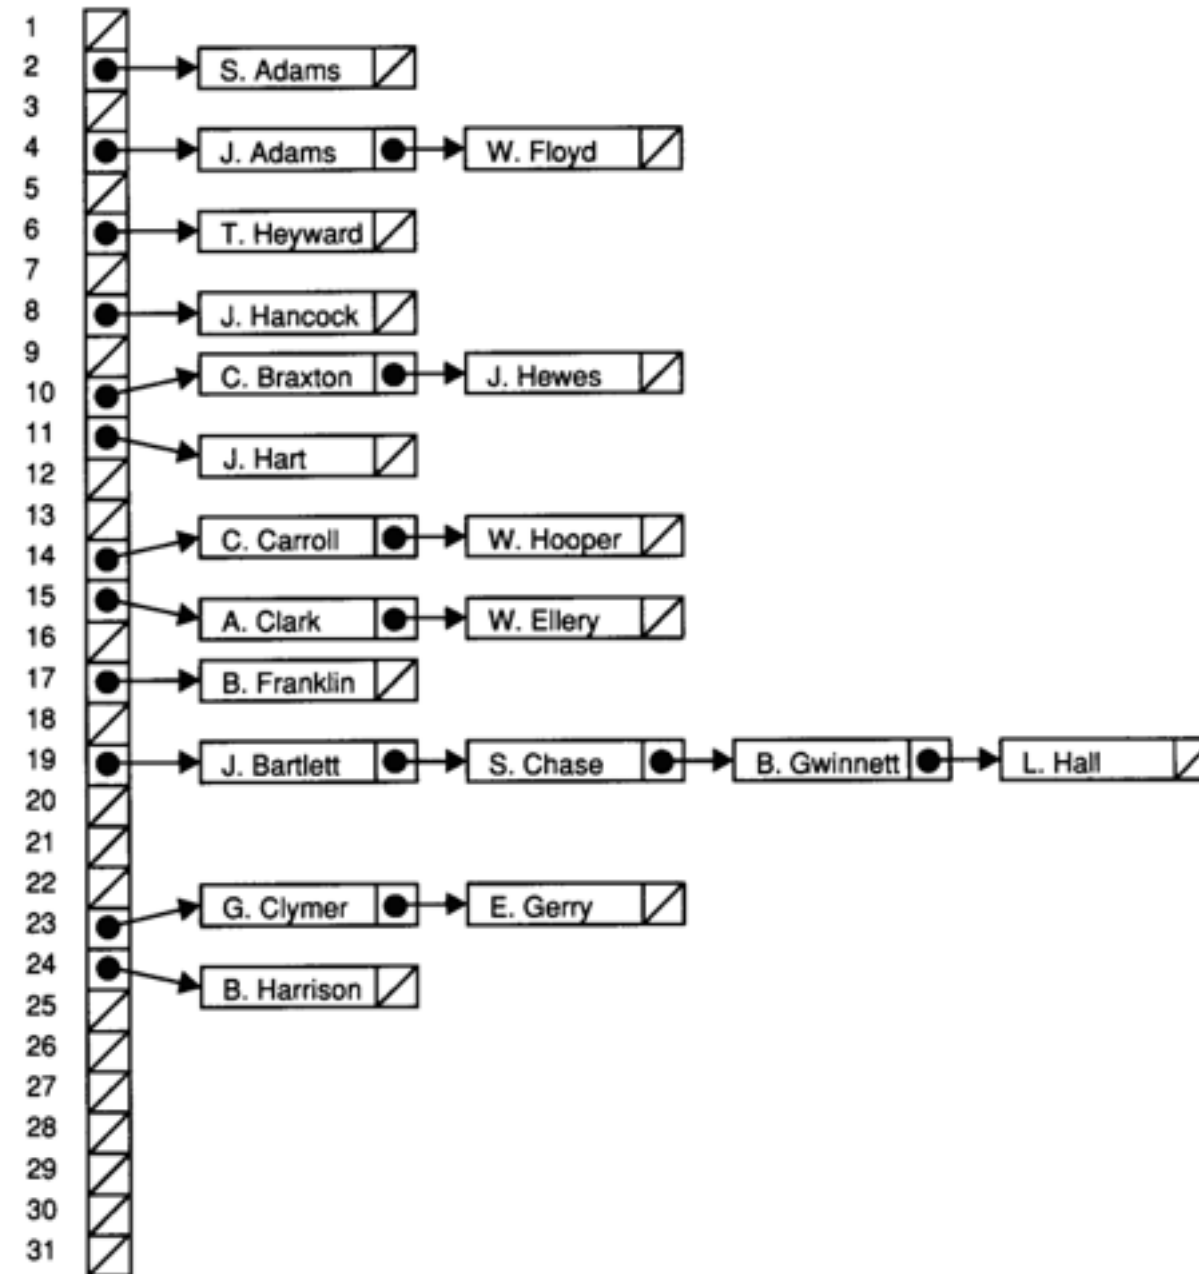 1
2 S. Adams
3
4 J. Adams W. Floyd
5
6 T. Heyward
7
8 J. Hancock
9
10 C. Braxton J. Hewes
11 J. Hart
12
13
14 C. Carroll W. Hooper
15 A. Clark W. Ellery
16
17 B. Franklin
18
19 J. Bartlett S. Chase B. Gwinnett L. Hall
20
21
22
23 G. Clymer E. Gerry
24 B. Harrison
25
26
27
28
29
30
31